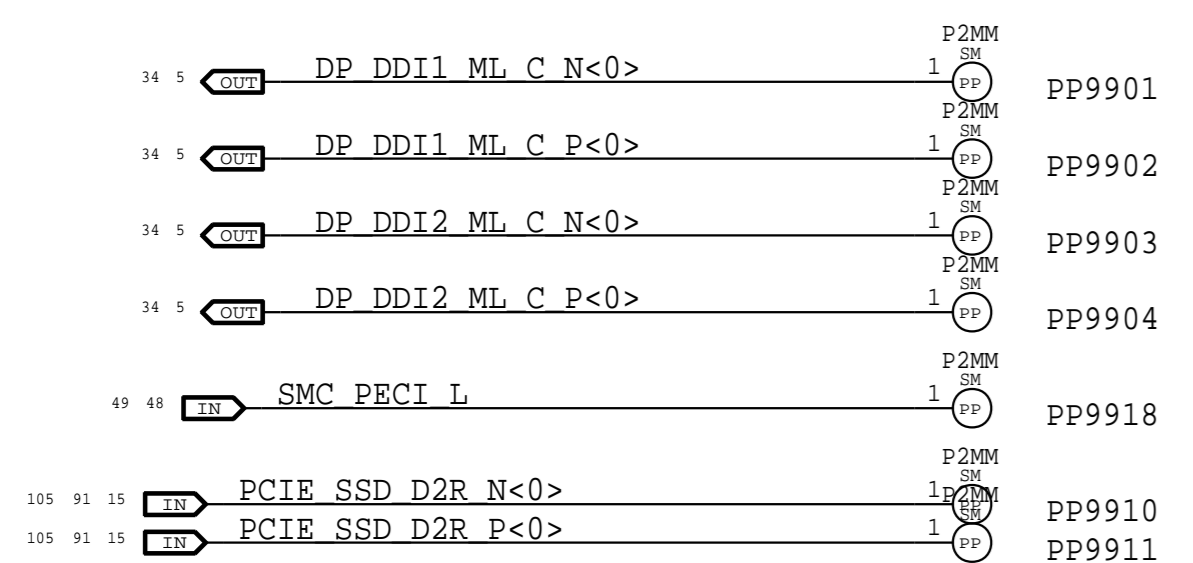 P2MM
SM
34 5 OUT DP_DDI1_ML_C_N<0> 1 PP PP9901
P2MM
SM
34 5 OUT DP_DDI1_ML_C_P<0> 1 PP PP9902
P2MM
SM
34 5 OUT DP_DDI2_ML_C_N<0> 1 PP PP9903
P2MM
SM
34 5 OUT DP_DDI2_ML_C_P<0> 1 PP PP9904
P2MM
SM
49 48 IN SMC_PECI_L 1 PP PP9918
P2MM
SM
105 91 15 IN PCIE_SSD_D2R_N<0> 1 PP PP9910
P2MM
SM
105 91 15 IN PCIE_SSD_D2R_P<0> 1 PP PP9911